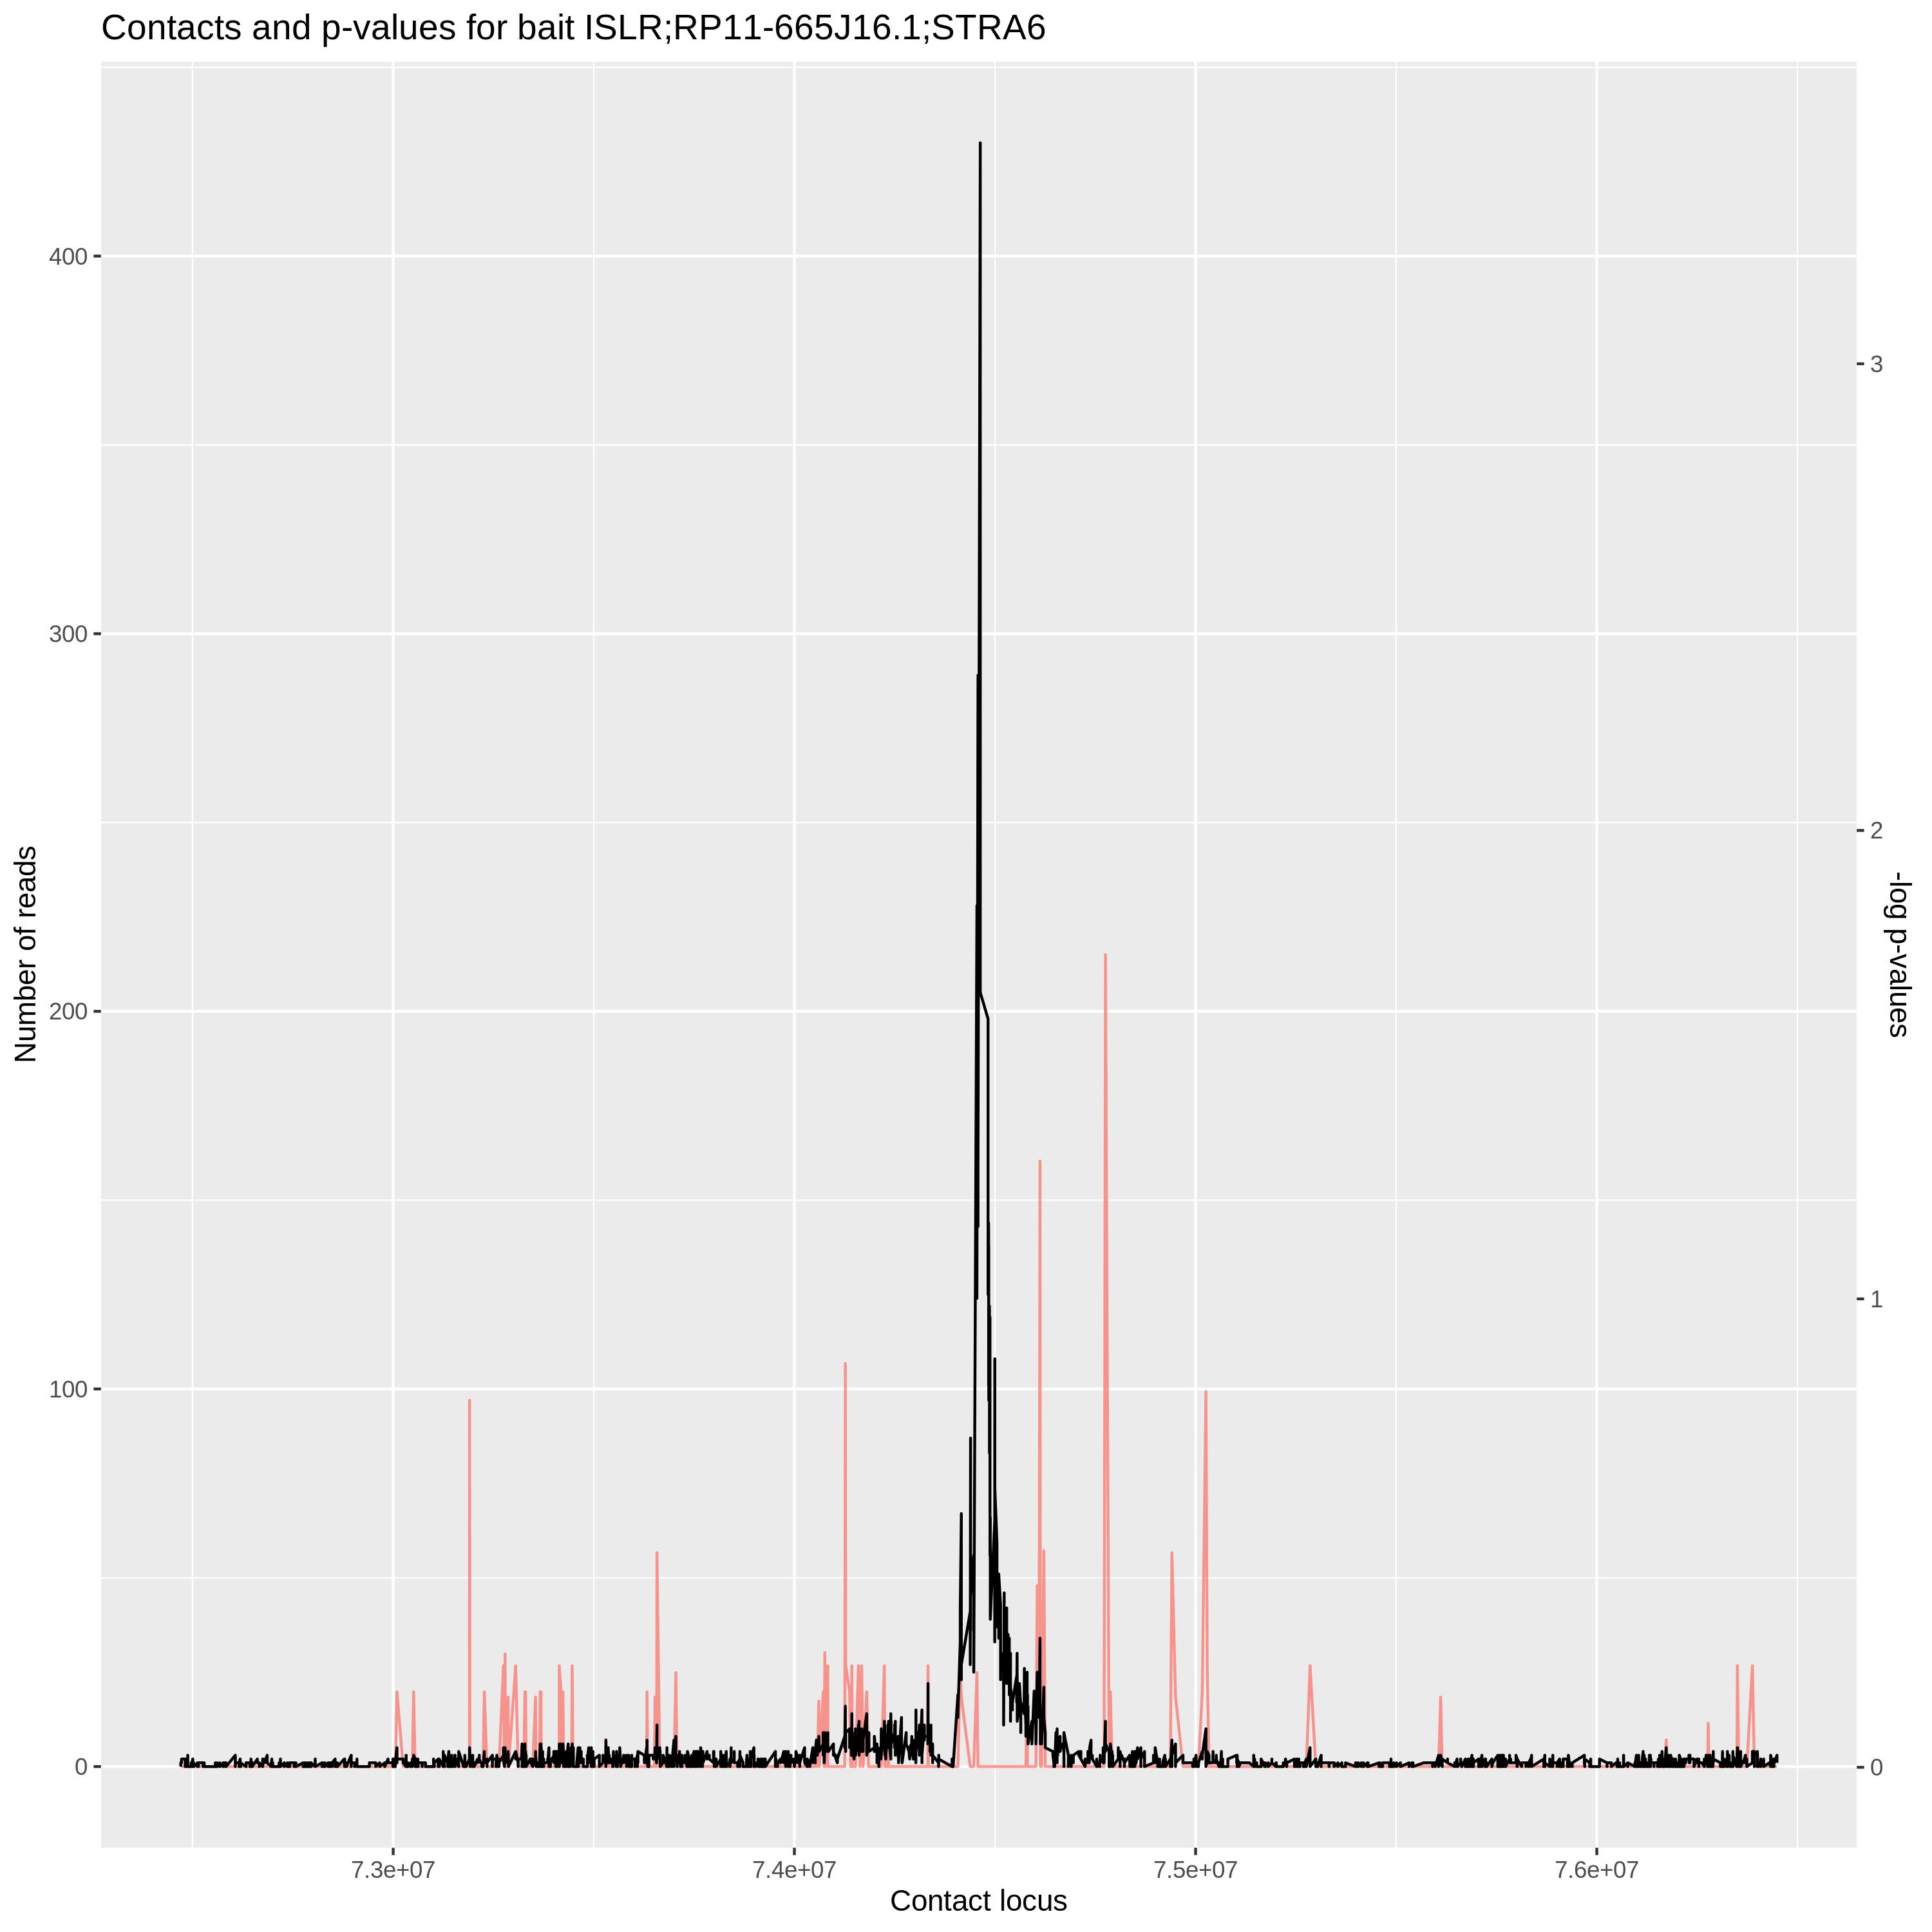 Contacts and p-values for bait ISLR;RP11-665J16.1;STRA6
400
300
200
100
0
Number of reads
3
2
1
0
-log p-values
7.3e+07
7.4e+07
7.5e+07
7.6e+07
Contact locus